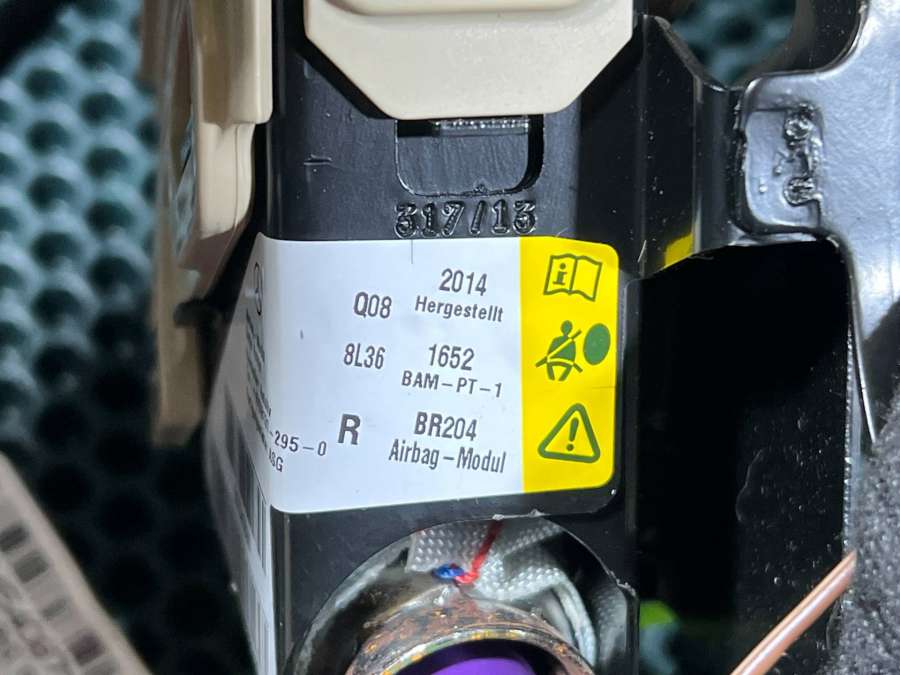 317/13
2014
Q08 Hergestellt
8L36 1652
BAM-PT-1
R BR204
Airbag-Modul
-295-0